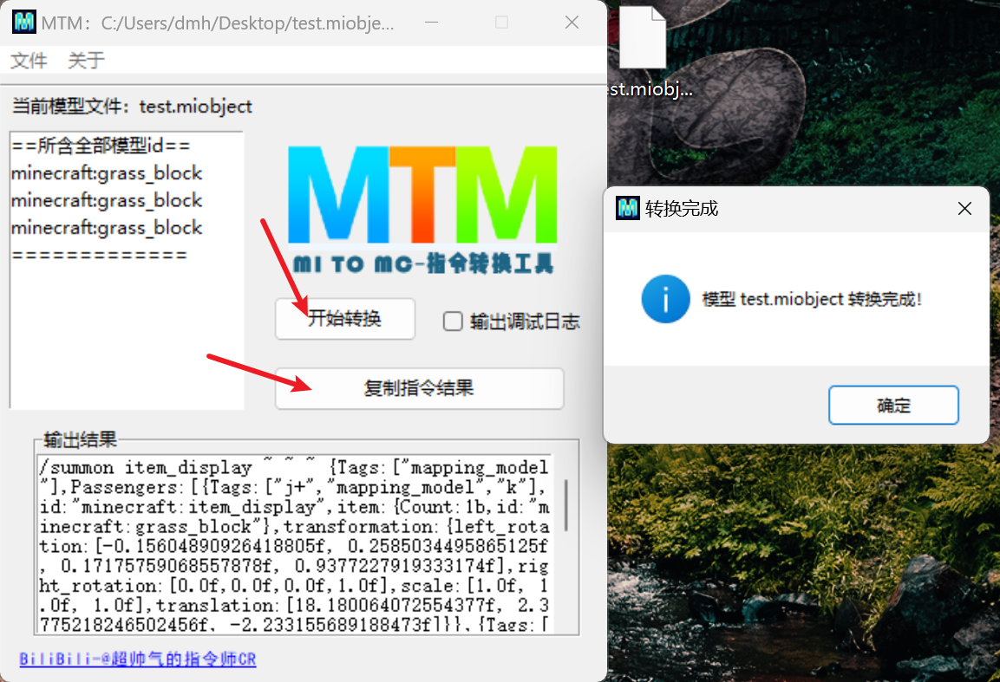 MTM：C:/Users/dmh/Desktop/test.miobje...
文件 关于
当前模型文件：test.miobject
==所含全部模型id==
minecraft:grass_block
minecraft:grass_block
minecraft:grass_block
=============
MTM
MI TO MC-指令转换工具
开始转换
输出调试日志
复制指令结果
输出结果
/summon item_display ~ ~ ~ {Tags:["mapping_model
"],Passengers:[{Tags:["j+","mapping_model","k"],
id:"minecraft:item_display",item:{Count:1b,id:"m
inecraft:grass_block"},transformation:{left_rota
tion:[-0.15604890926418805f, 0.2585034495865125f
, 0.17175759068557878f, 0.9377227919333174f],rig
ht_rotation:[0.0f,0.0f,0.0f,1.0f],scale:[1.0f, 1
.0f, 1.0f],translation:[18.180064072554377f, 2.3
775218246502456f, -2.233155689188473f]}},{Tags:[
BiliBili-@超帅气的指令师CR
st.miobj...
转换完成
模型 test.miobject 转换完成!
确定